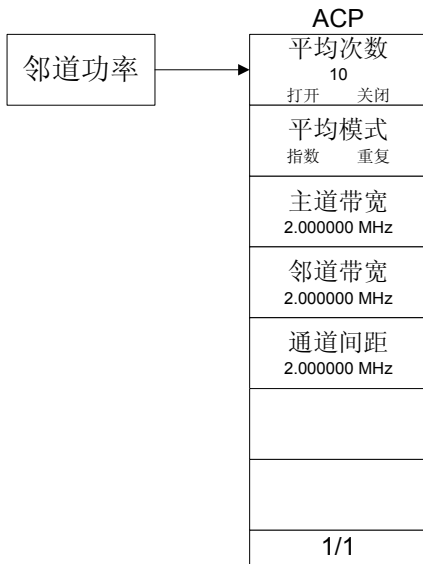 ACP
邻道功率
平均次数
10
打开 关闭
平均模式
指数 重复
主道带宽
2.000000 MHz
邻道带宽
2.000000 MHz
通道间距
2.000000 MHz
1/1